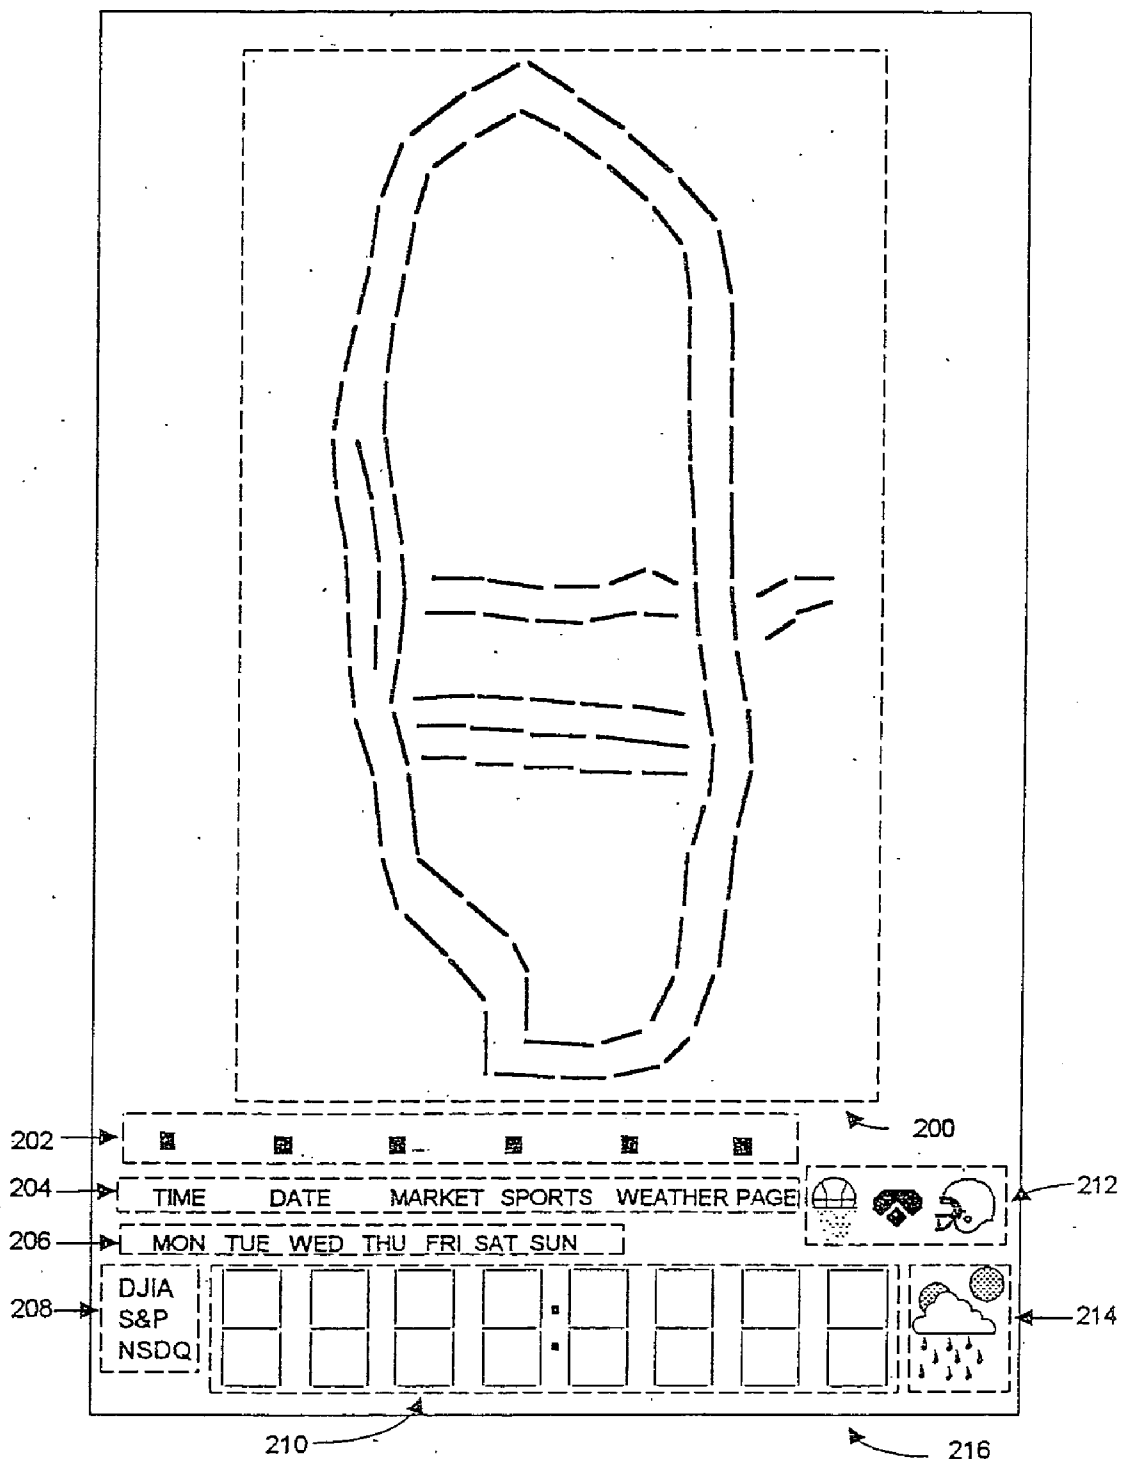 200
202
204 TIME DATE MARKET SPORTS WEATHER PAGE
212
206 MON TUE WED THU FRI SAT SUN
208 DJIA
S&P
NSDQ
214
210
216